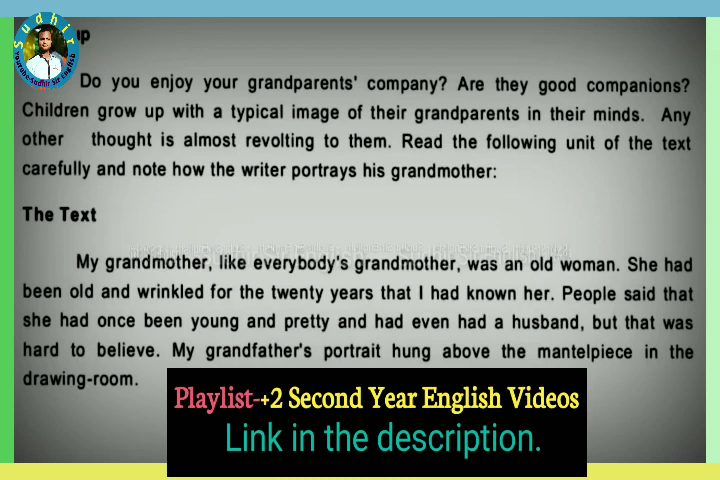 Sudhir
Youtube-Sudhir Sir English
up
Do you enjoy your grandparents' company? Are they good companions?
Children grow up with a typical image of their grandparents in their minds. Any
other thought is almost revolting to them. Read the following unit of the text
carefully and note how the writer portrays his grandmother:
The Text
My grandmother, like everybody's grandmother, was an old woman. She had
been old and wrinkled for the twenty years that I had known her. People said that
she had once been young and pretty and had even had a husband, but that was
hard to believe. My grandfather's portrait hung above the mantelpiece in the
drawing-room.
Playlist-+2 Second Year English Videos
Link in the description.